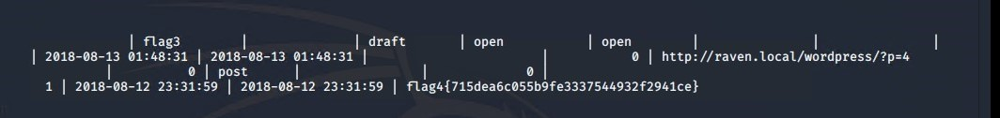 | flag3 | | draft | open | open | | |
| 2018-08-13 01:48:31 | 2018-08-13 01:48:31 | | 0 | http://raven.local/wordpress/?p=4
| 0 | post | | 0 |
1 | 2018-08-12 23:31:59 | 2018-08-12 23:31:59 | flag4{715dea6c055b9fe3337544932f2941ce}